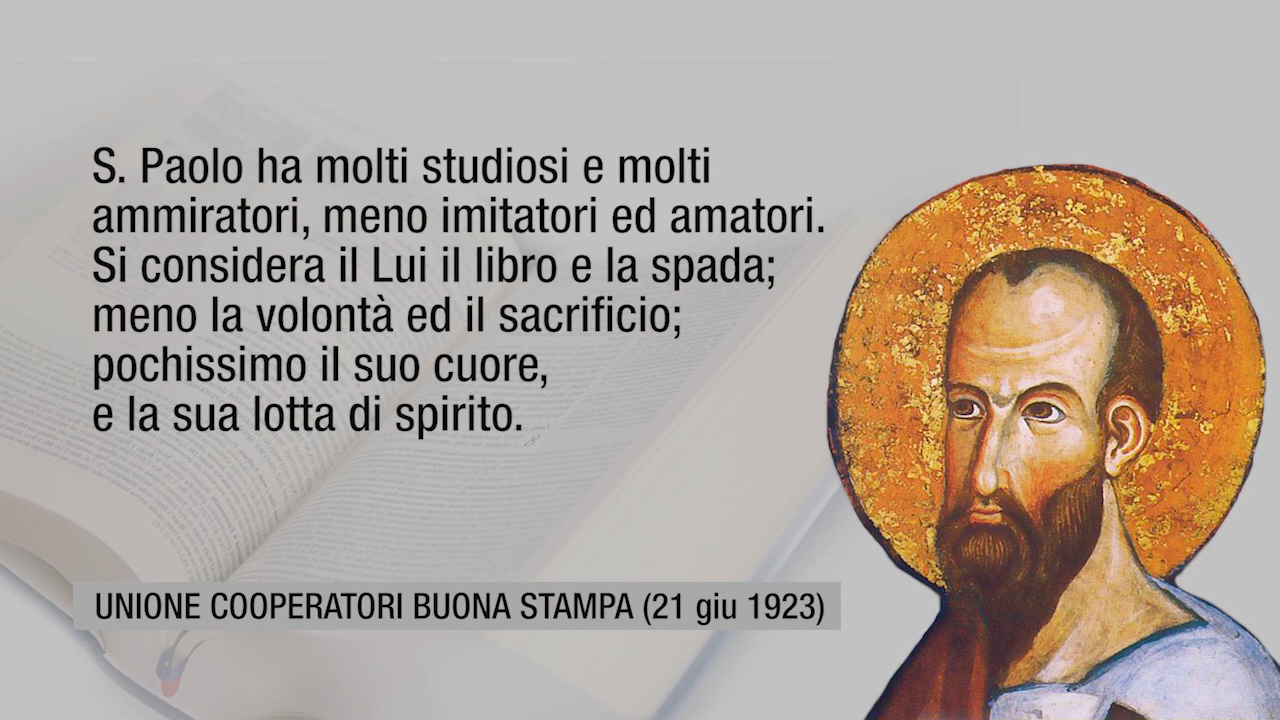 S. Paolo ha molti studiosi e molti
ammiratori, meno imitatori ed amatori.
Si considera il Lui il libro e la spada;
meno la volontà ed il sacrificio;
pochissimo il suo cuore,
e la sua lotta di spirito.
UNIONE COOPERATORI BUONA STAMPA (21 giu 1923)